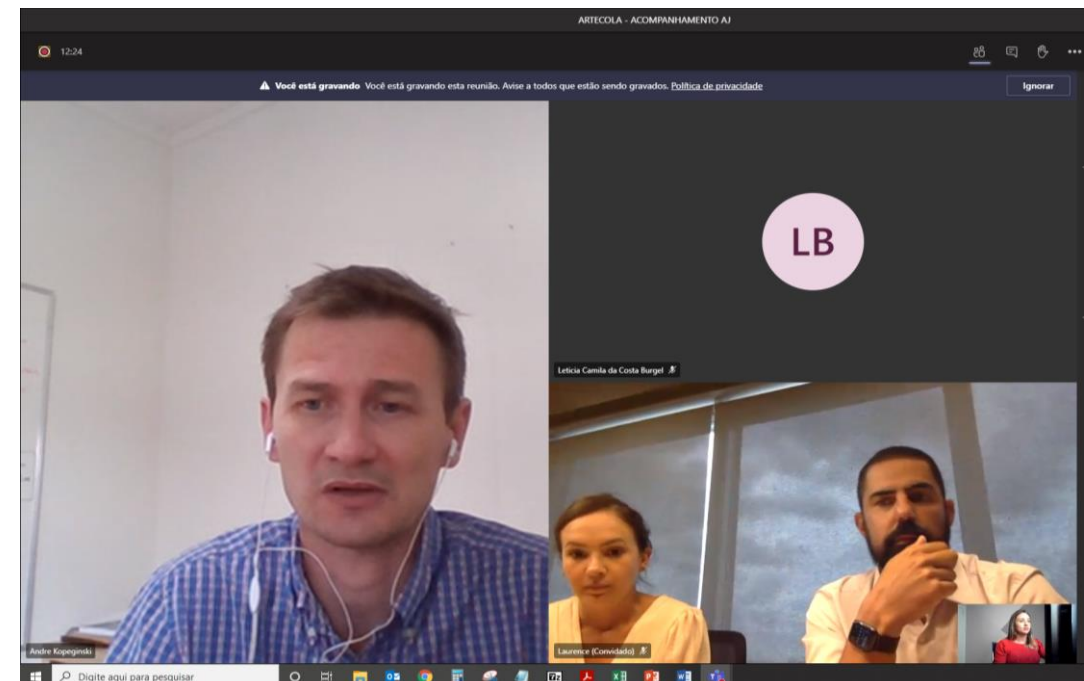 ARTECOLA - ACOMPANHAMENTO AJ
12:24
Você está gravando Você está gravando esta reunião. Avise a todos que estão sendo gravados. Política de privacidade
Ignorar
LB
Leticia Camila da Costa Burgel
Andre Kopeginski
Laurence (Convidado)
Digite aqui para pesquisar